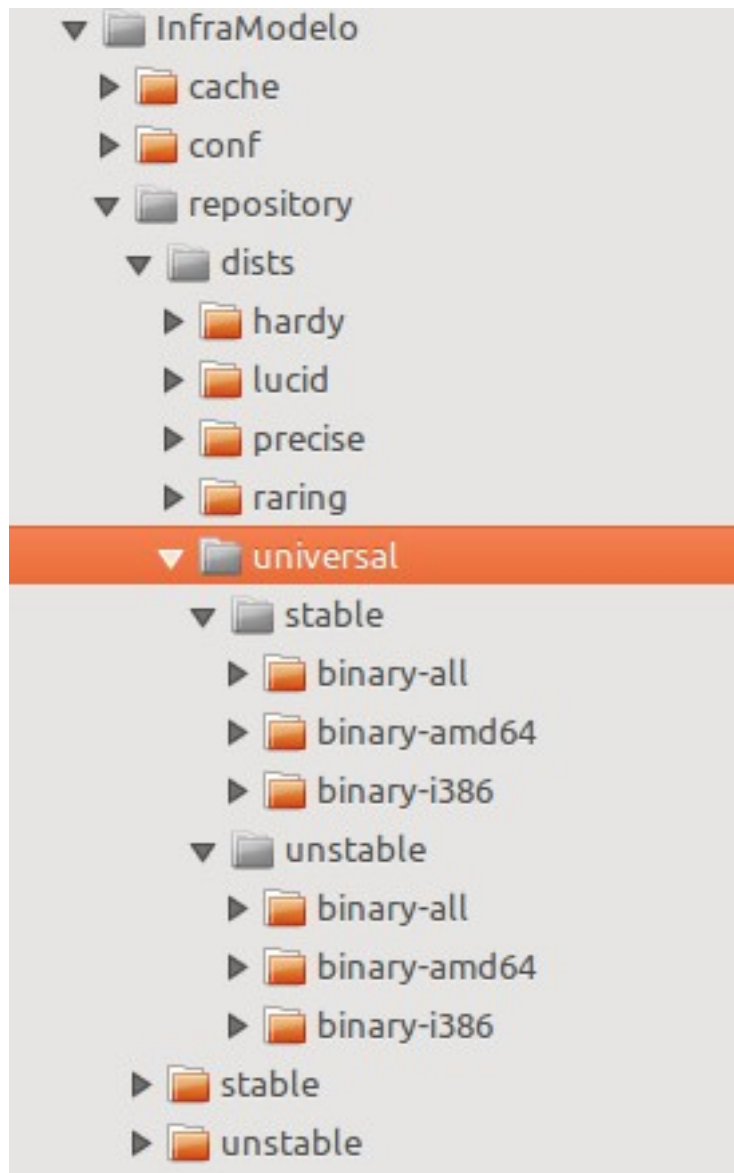 InfraModelo
cache
conf
repository
dists
hardy
lucid
precise
raring
universal
stable
binary-all
binary-amd64
binary-i386
unstable
binary-all
binary-amd64
binary-i386
stable
unstable